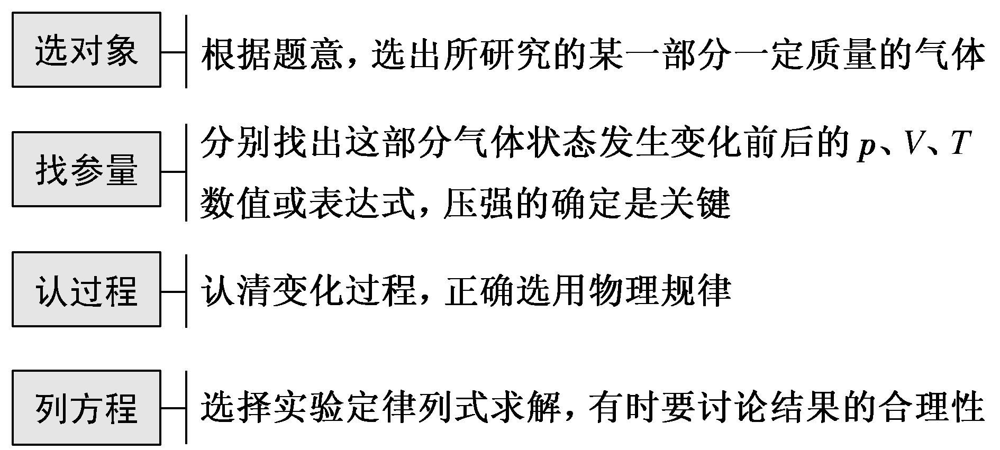 选对象
根据题意，选出所研究的某一部分一定质量的气体
找参量
分别找出这部分气体状态发生变化前后的 p、V、T
数值或表达式，压强的确定是关键
认过程
认清变化过程，正确选用物理规律
列方程
选择实验定律列式求解，有时要讨论结果的合理性